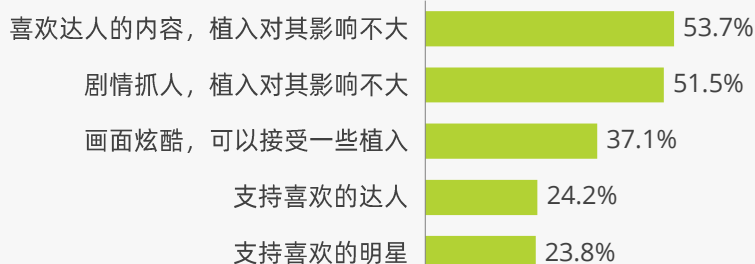 喜欢达人的内容，植入对其影响不大 53.7%
剧情抓人，植入对其影响不大 51.5%
画面炫酷，可以接受一些植入 37.1%
支持喜欢的达人 24.2%
支持喜欢的明星 23.8%